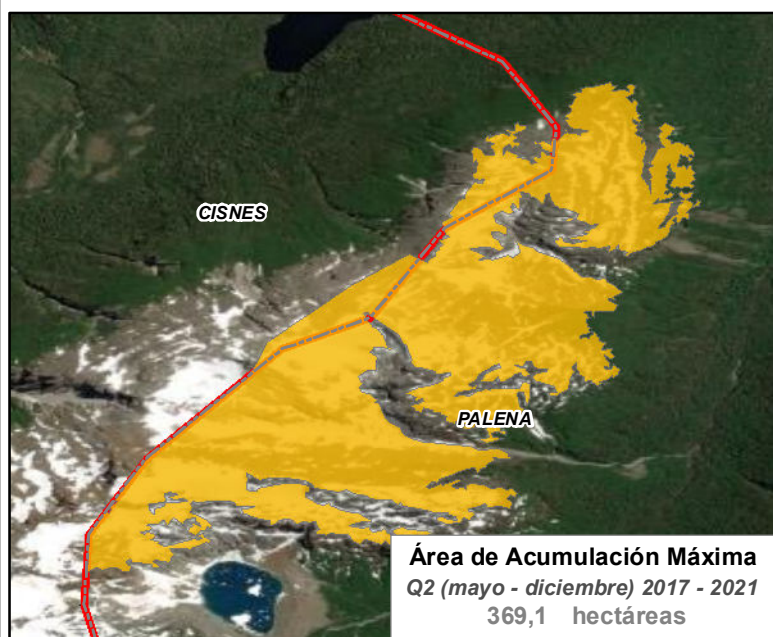 CISNES
PALENA
Área de Acumulación Máxima
Q2 (mayo - diciembre) 2017 - 2021
369,1 hectáreas